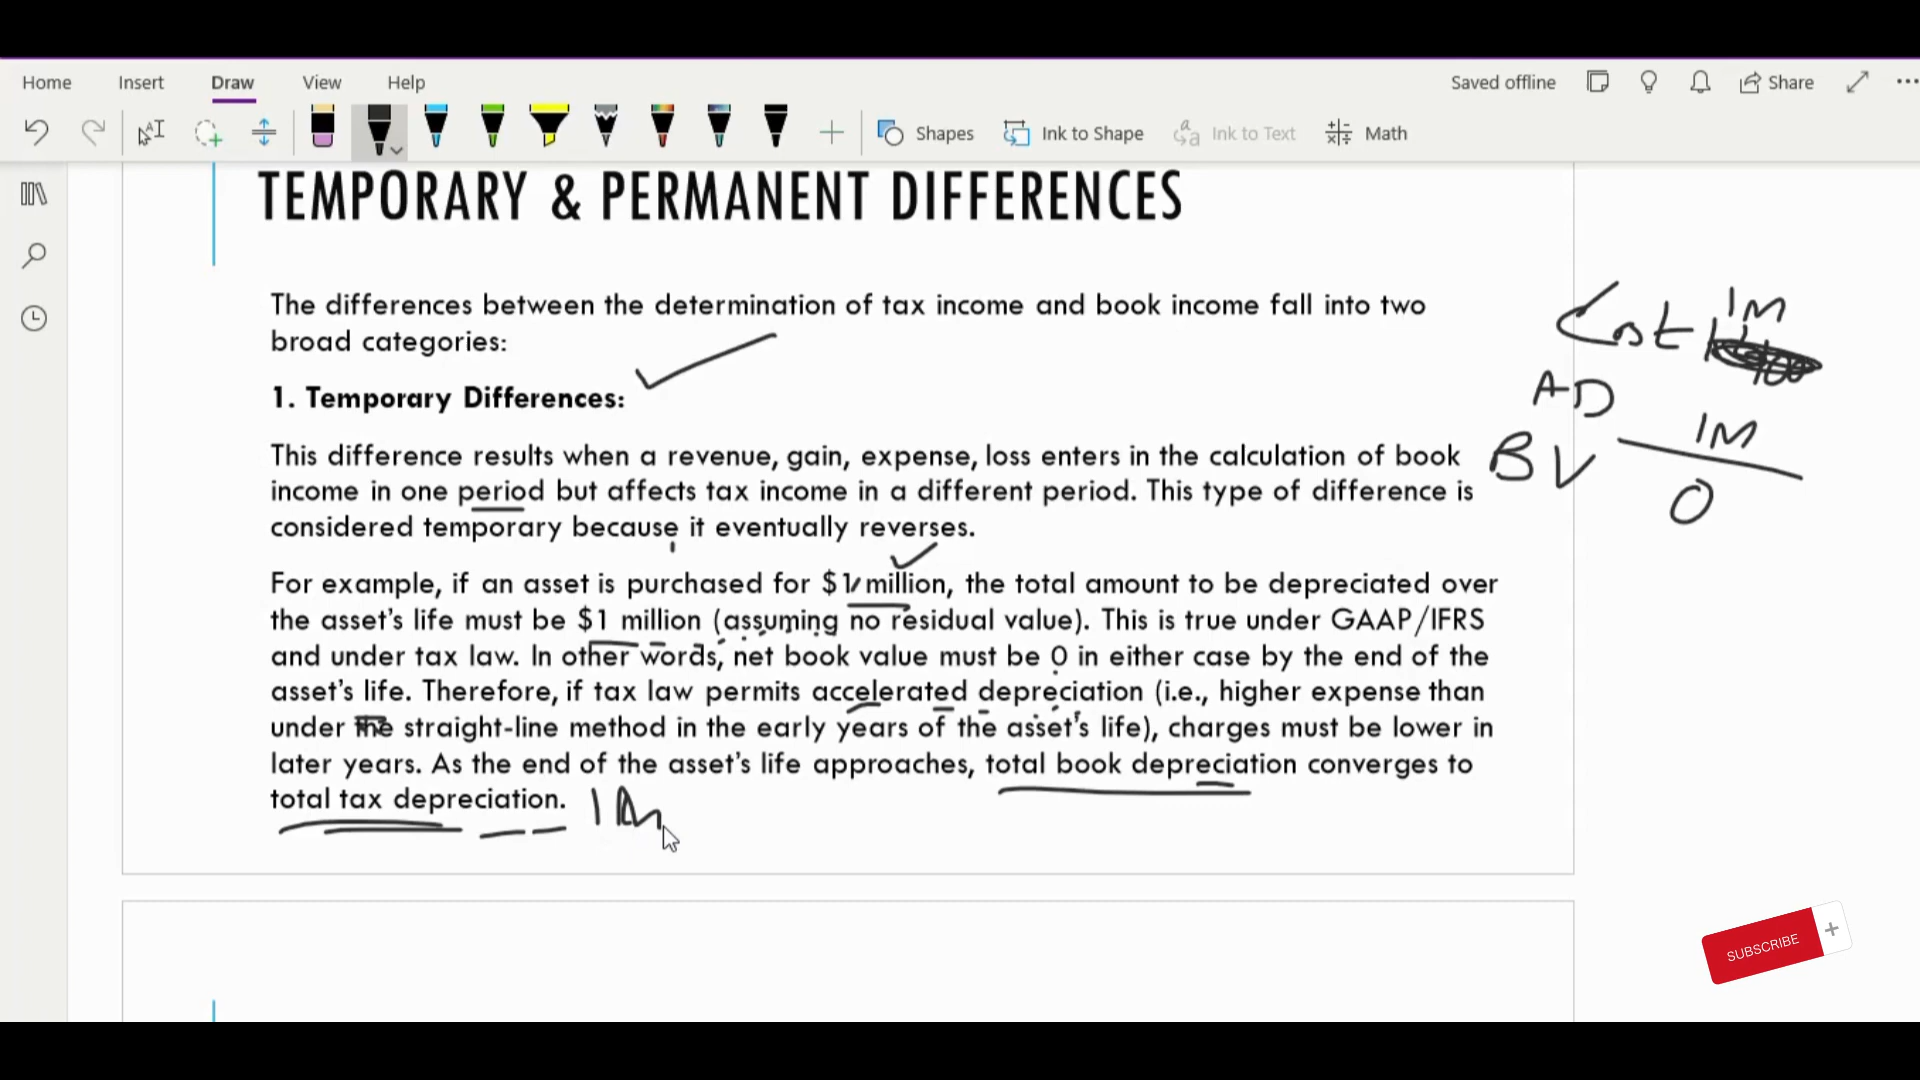 Home Insert Draw View Help Saved offline Share
Shapes Ink to Shape Ink to Text Math
TEMPORARY & PERMANENT DIFFERENCES
The differences between the determination of tax income and book income fall into two
broad categories:
1. Temporary Differences:
This difference results when a revenue, gain, expense, loss enters in the calculation of book
income in one period but affects tax income in a different period. This type of difference is
considered temporary because it eventually reverses.
For example, if an asset is purchased for $1 million, the total amount to be depreciated over
the asset's life must be $1 million (assuming no residual value). This is true under GAAP/IFRS
and under tax law. In other words, net book value must be 0 in either case by the end of the
asset's life. Therefore, if tax law permits accelerated depreciation (i.e., higher expense than
under the straight-line method in the early years of the asset's life), charges must be lower in
later years. As the end of the asset's life approaches, total book depreciation converges to
total tax depreciation.
Cost 1M
AD 1M
BV 0
SUBSCRIBE